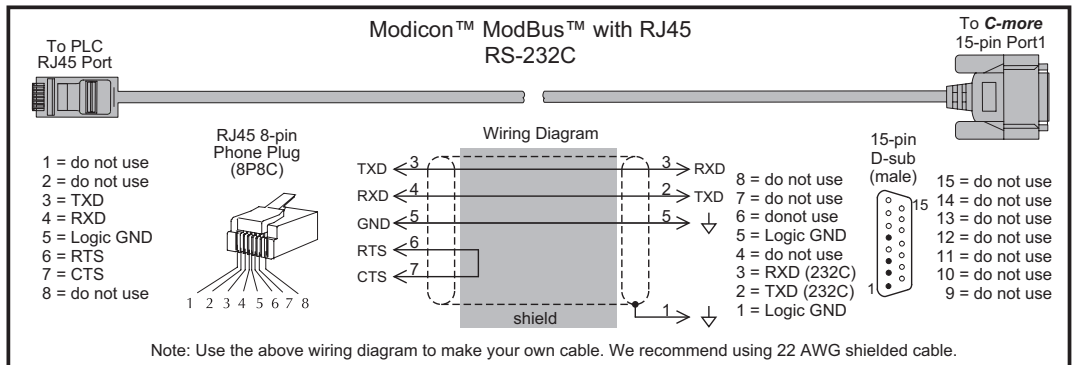 Modicon™ ModBus™ with RJ45
RS-232C
To PLC
RJ45 Port
To C-more
15-pin Port1
RJ45 8-pin
Phone Plug
(8P8C)
1 = do not use
2 = do not use
3 = TXD
4 = RXD
5 = Logic GND
6 = RTS
7 = CTS
8 = do not use
1 2 3 4 5 6 7 8
Wiring Diagram
TXD 3 3 RXD
RXD 4 2 TXD
GND 5 5
RTS 6
CTS 7
1
shield
8 = do not use
7 = do not use
6 = donot use
5 = Logic GND
4 = do not use
3 = RXD (232C)
2 = TXD (232C)
1 = Logic GND
15-pin
D-sub
(male)
15
1
15 = do not use
14 = do not use
13 = do not use
12 = do not use
11 = do not use
10 = do not use
9 = do not use
Note: Use the above wiring diagram to make your own cable. We recommend using 22 AWG shielded cable.